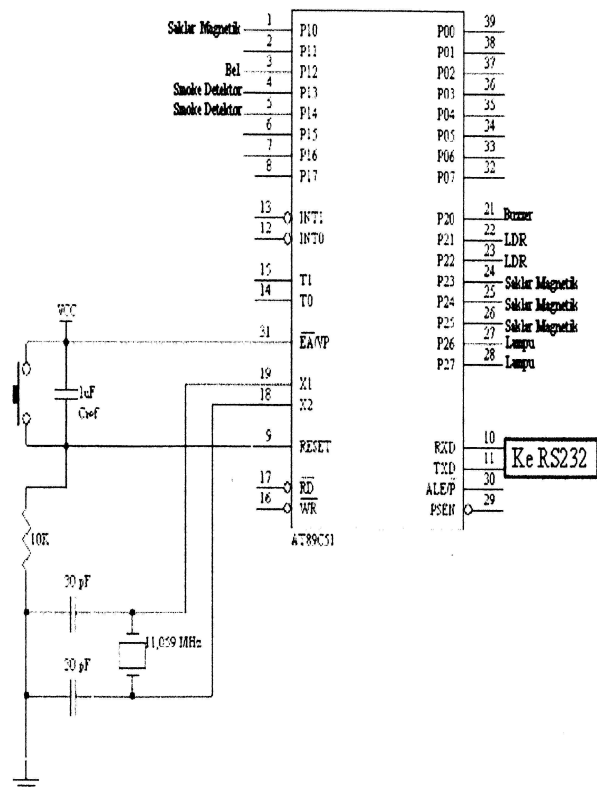 Saklar Magnetik 1 P10
2 P11
Bel 3 P12
Smoke Detektor 4 P13
Smoke Detektor 5 P14
6 P15
7 P16
8 P17
13 INT1
12 INT0
15 T1
14 T0
VCC
31 EA/VP
19 X1
18 X2
1uF
Cref
9 RESET
17 RD
16 WR
10K
30 pF
11,059 MHz
30 pF
AT89C51
P00 39
P01 38
P02 37
P03 36
P04 35
P05 34
P06 33
P07 32
P20 21 Buzzer
P21 22 LDR
P22 23 LDR
P23 24 Saklar Magnetik
P24 25 Saklar Magnetik
P25 26 Saklar Magnetik
P26 27 Lampu
P27 28 Lampu
RXD 10
TXD 11
Ke RS232
ALE/P 30
PSEN 29